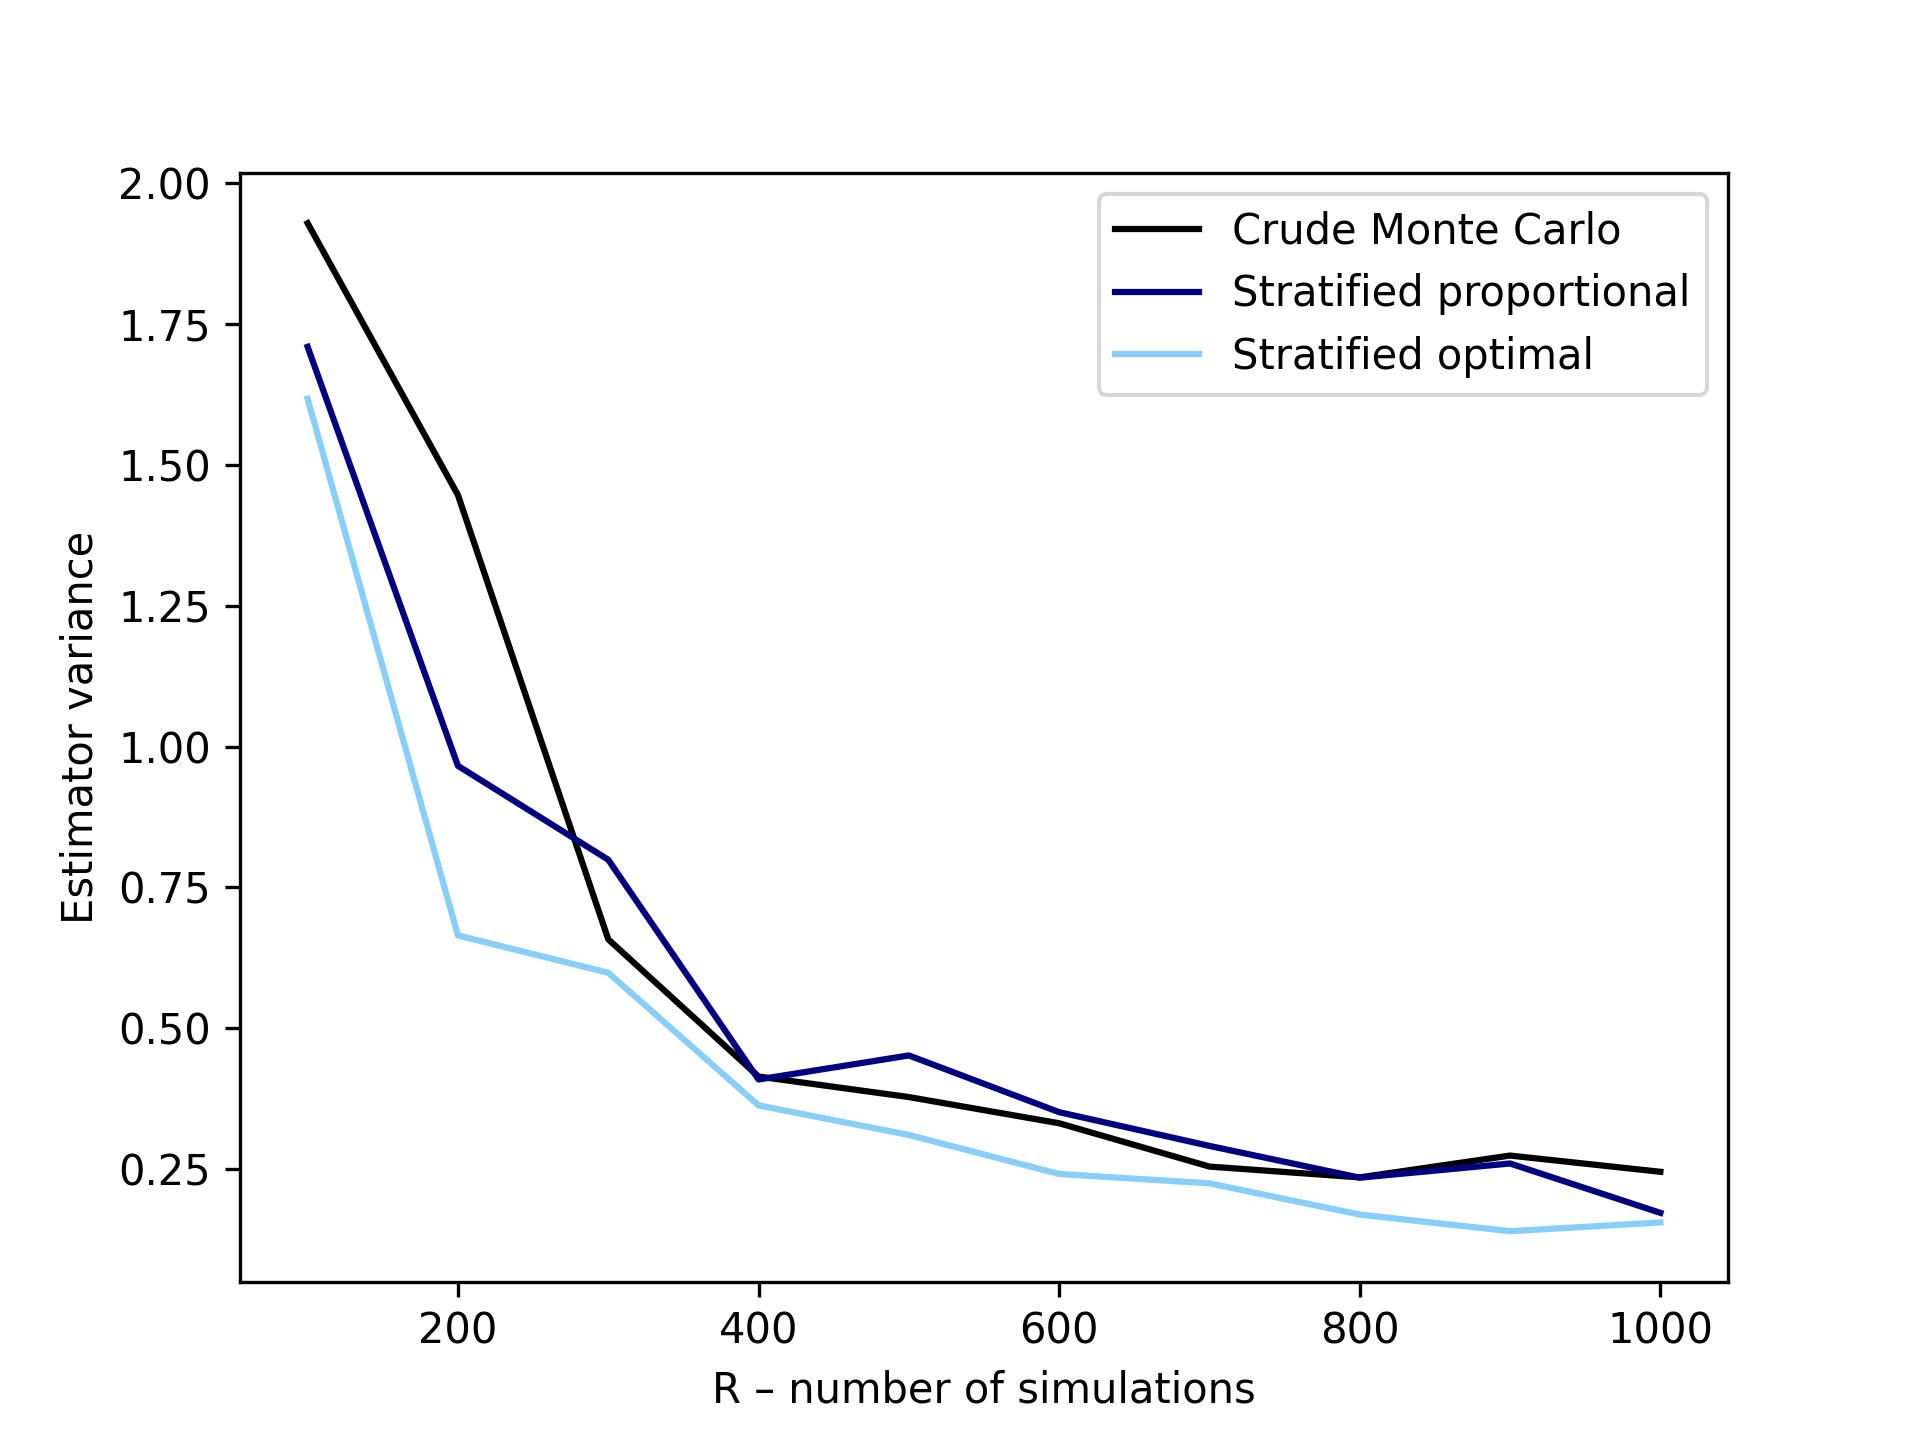 Crude Monte Carlo
Stratified proportional
Stratified optimal
Estimator variance
2.00
1.75
1.50
1.25
1.00
0.75
0.50
0.25
200 400 600 800 1000
R – number of simulations